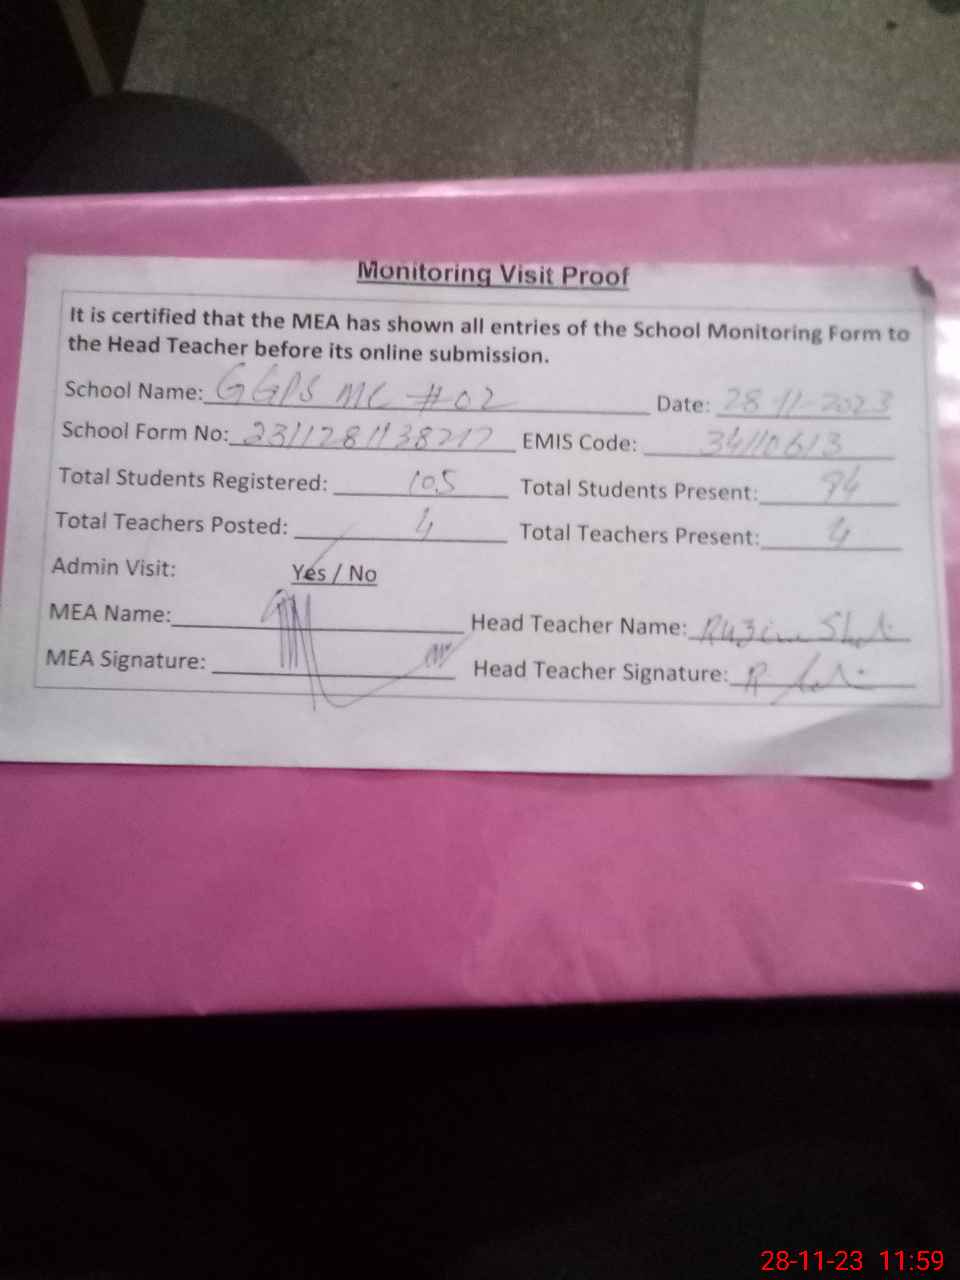 Monitoring Visit Proof
It is certified that the MEA has shown all entries of the School Monitoring Form to
the Head Teacher before its online submission.
School Name: GGPS MC #02 Date: 28-11-2023
School Form No: 231128113821 EMIS Code: 34110613
Total Students Registered: 105 Total Students Present: 94
Total Teachers Posted: 4 Total Teachers Present: 4
Admin Visit: Yes / No
MEA Name: Head Teacher Name:
MEA Signature: Head Teacher Signature:
28-11-23 11:59